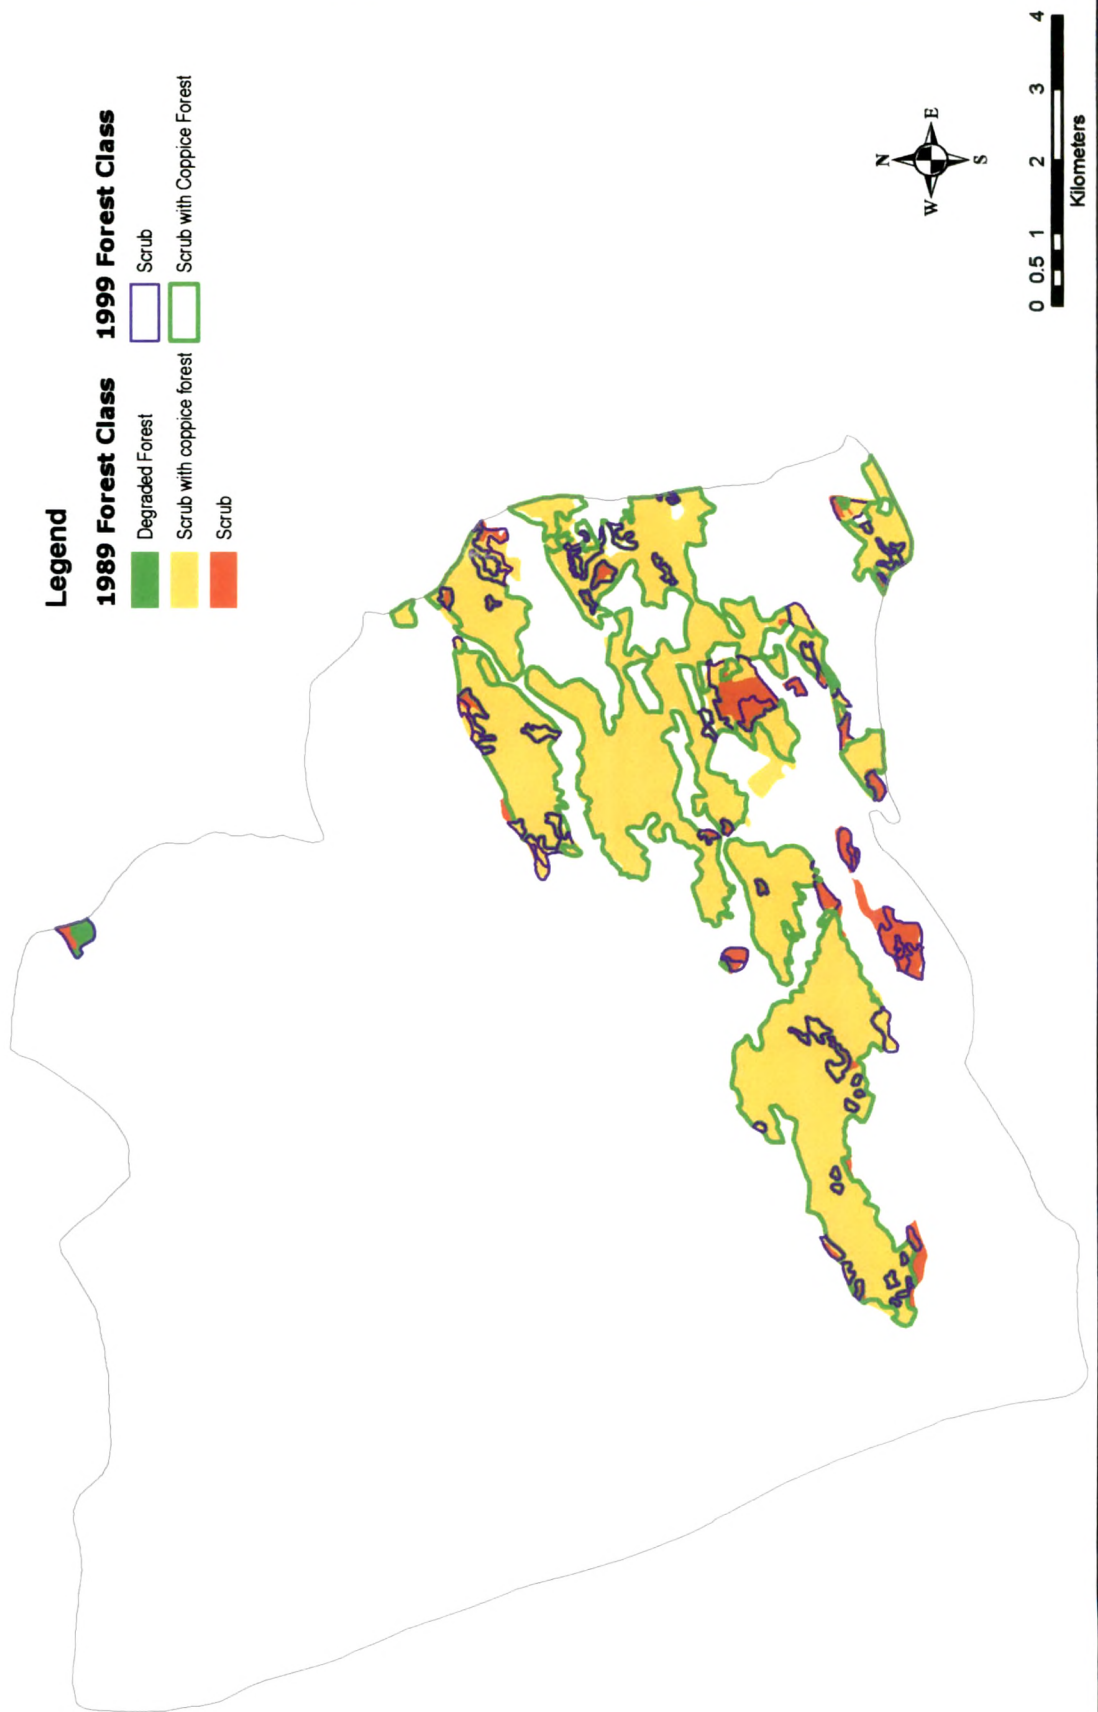 Legend
1989 Forest Class
Degraded Forest
Scrub with coppice forest
Scrub
1999 Forest Class
Scrub
Scrub with Coppice Forest
N
W
E
S
0 0.5 1 2 3 4
Kilometers